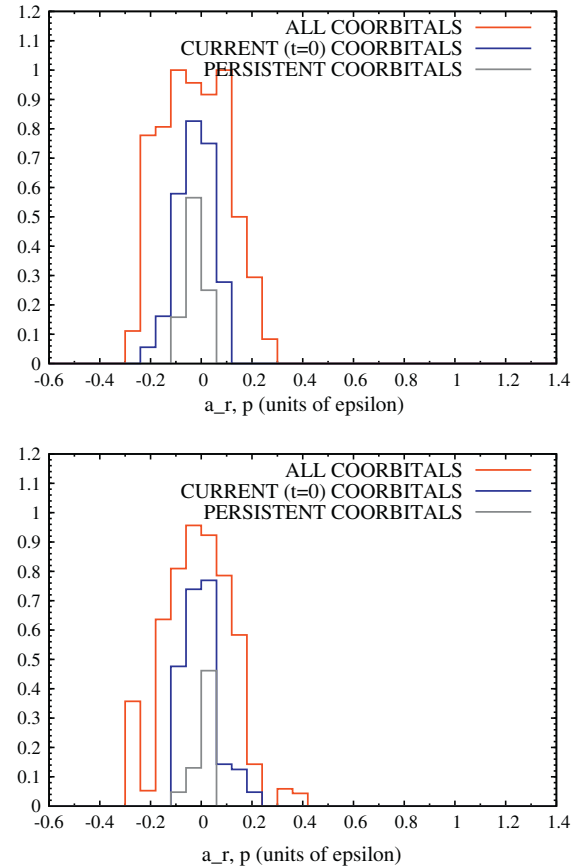 1.2
ALL COORBITALS
1.1
CURRENT (t=0) COORBITALS
1
PERSISTENT COORBITALS
0.9
0.8
0.7
0.6
0.5
0.4
0.3
0.2
0.1
0
-0.6 -0.4 -0.2 0 0.2 0.4 0.6 0.8 1 1.2 1.4
a_r, p (units of epsilon)
1.2
ALL COORBITALS
1.1
CURRENT (t=0) COORBITALS
1
PERSISTENT COORBITALS
0.9
0.8
0.7
0.6
0.5
0.4
0.3
0.2
0.1
0
-0.6 -0.4 -0.2 0 0.2 0.4 0.6 0.8 1 1.2 1.4
a_r, p (units of epsilon)